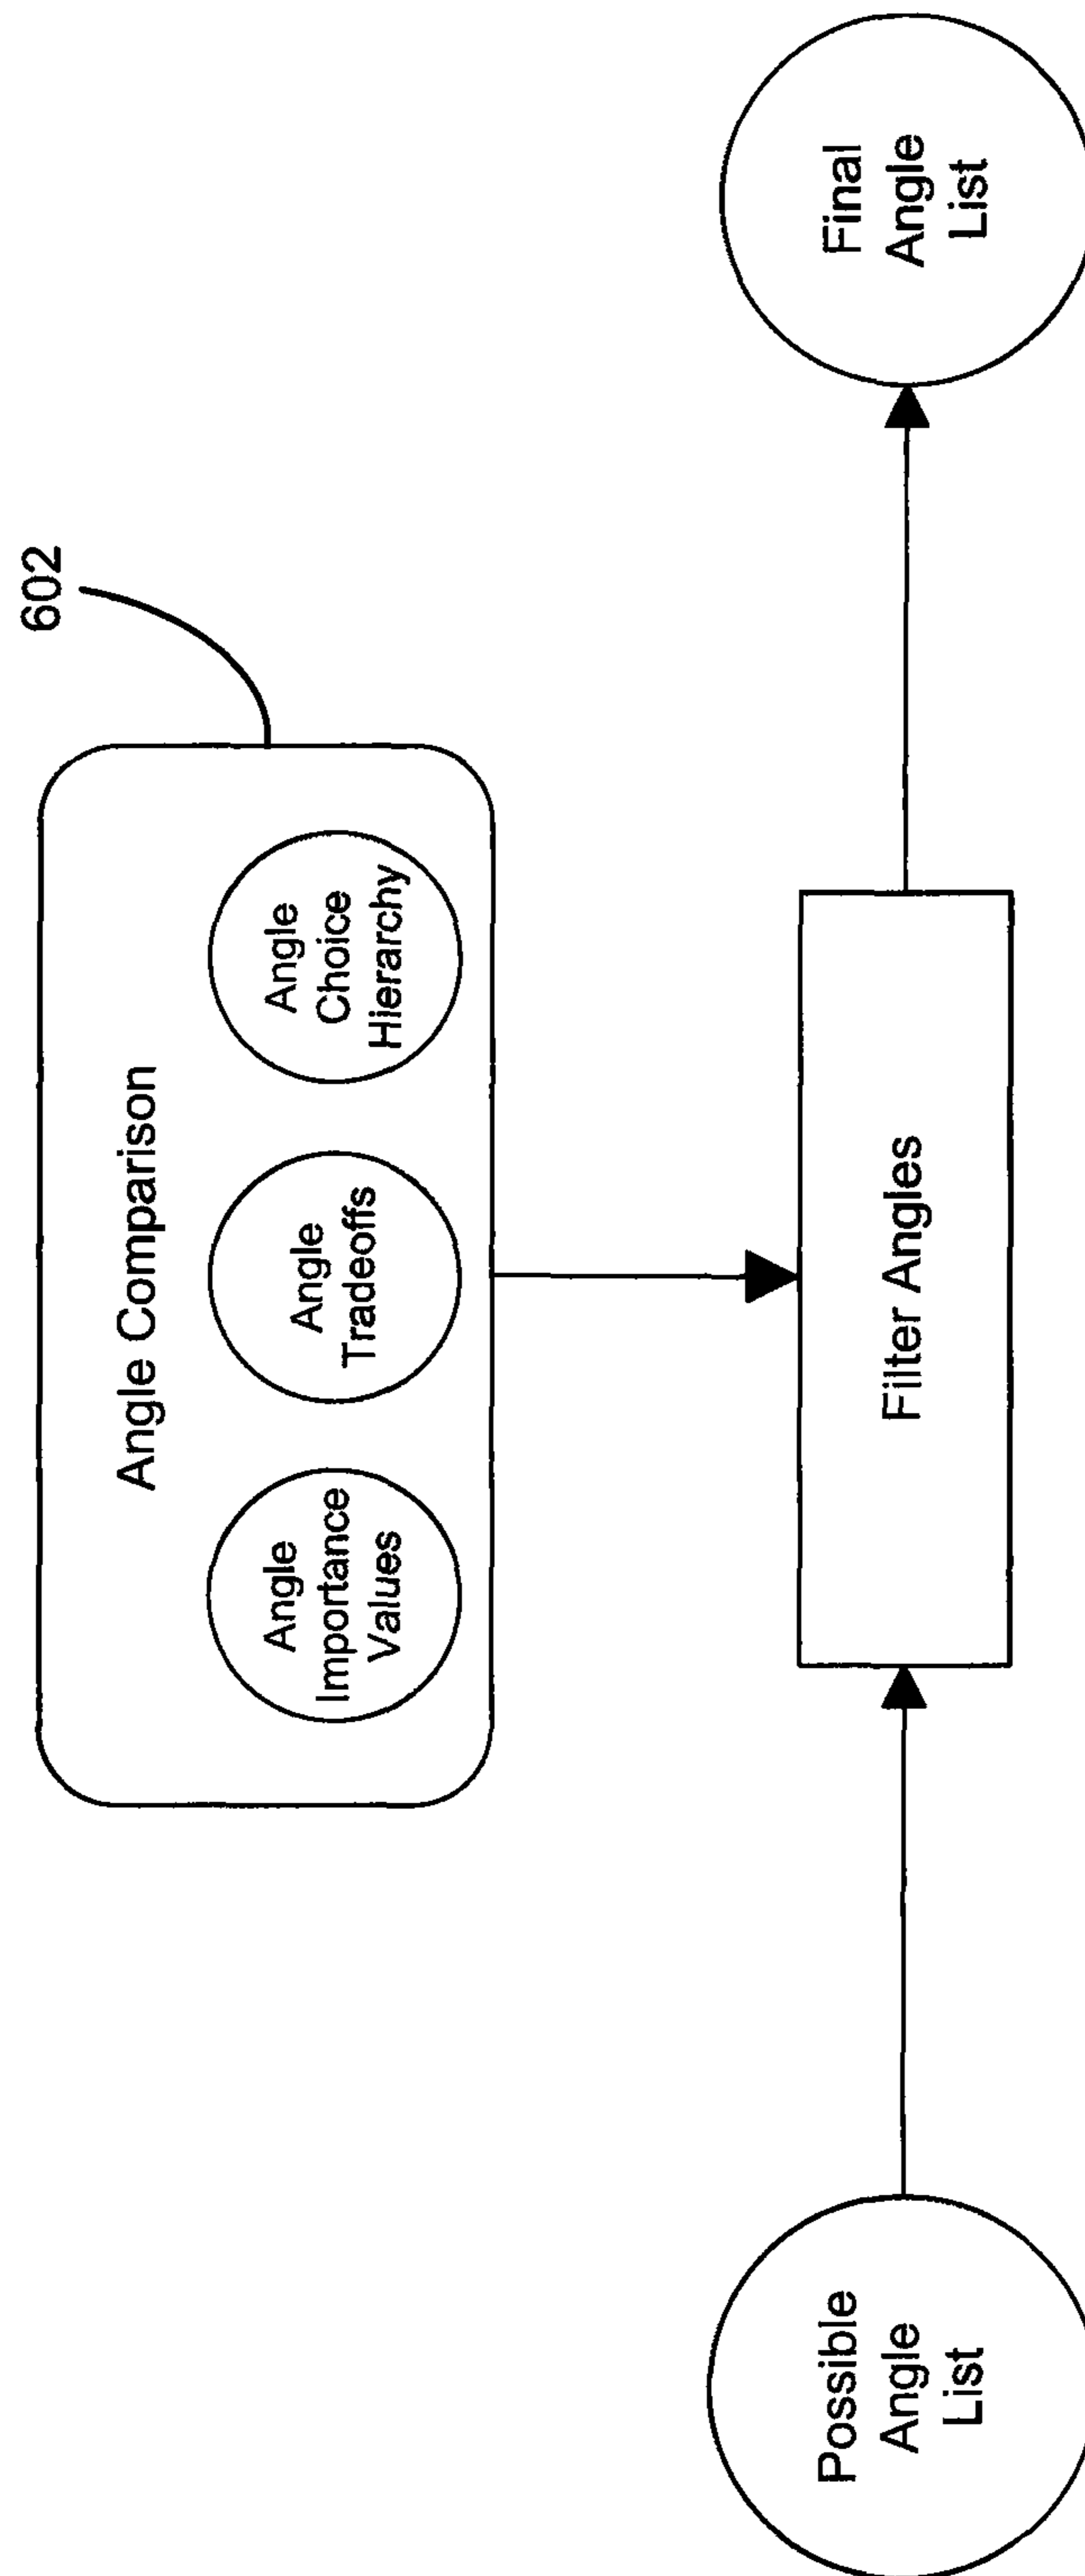 602
Angle Comparison
Angle
Importance
Values
Angle
Tradeoffs
Angle
Choice
Hierarchy
Possible
Angle
List
Filter Angles
Final
Angle
List